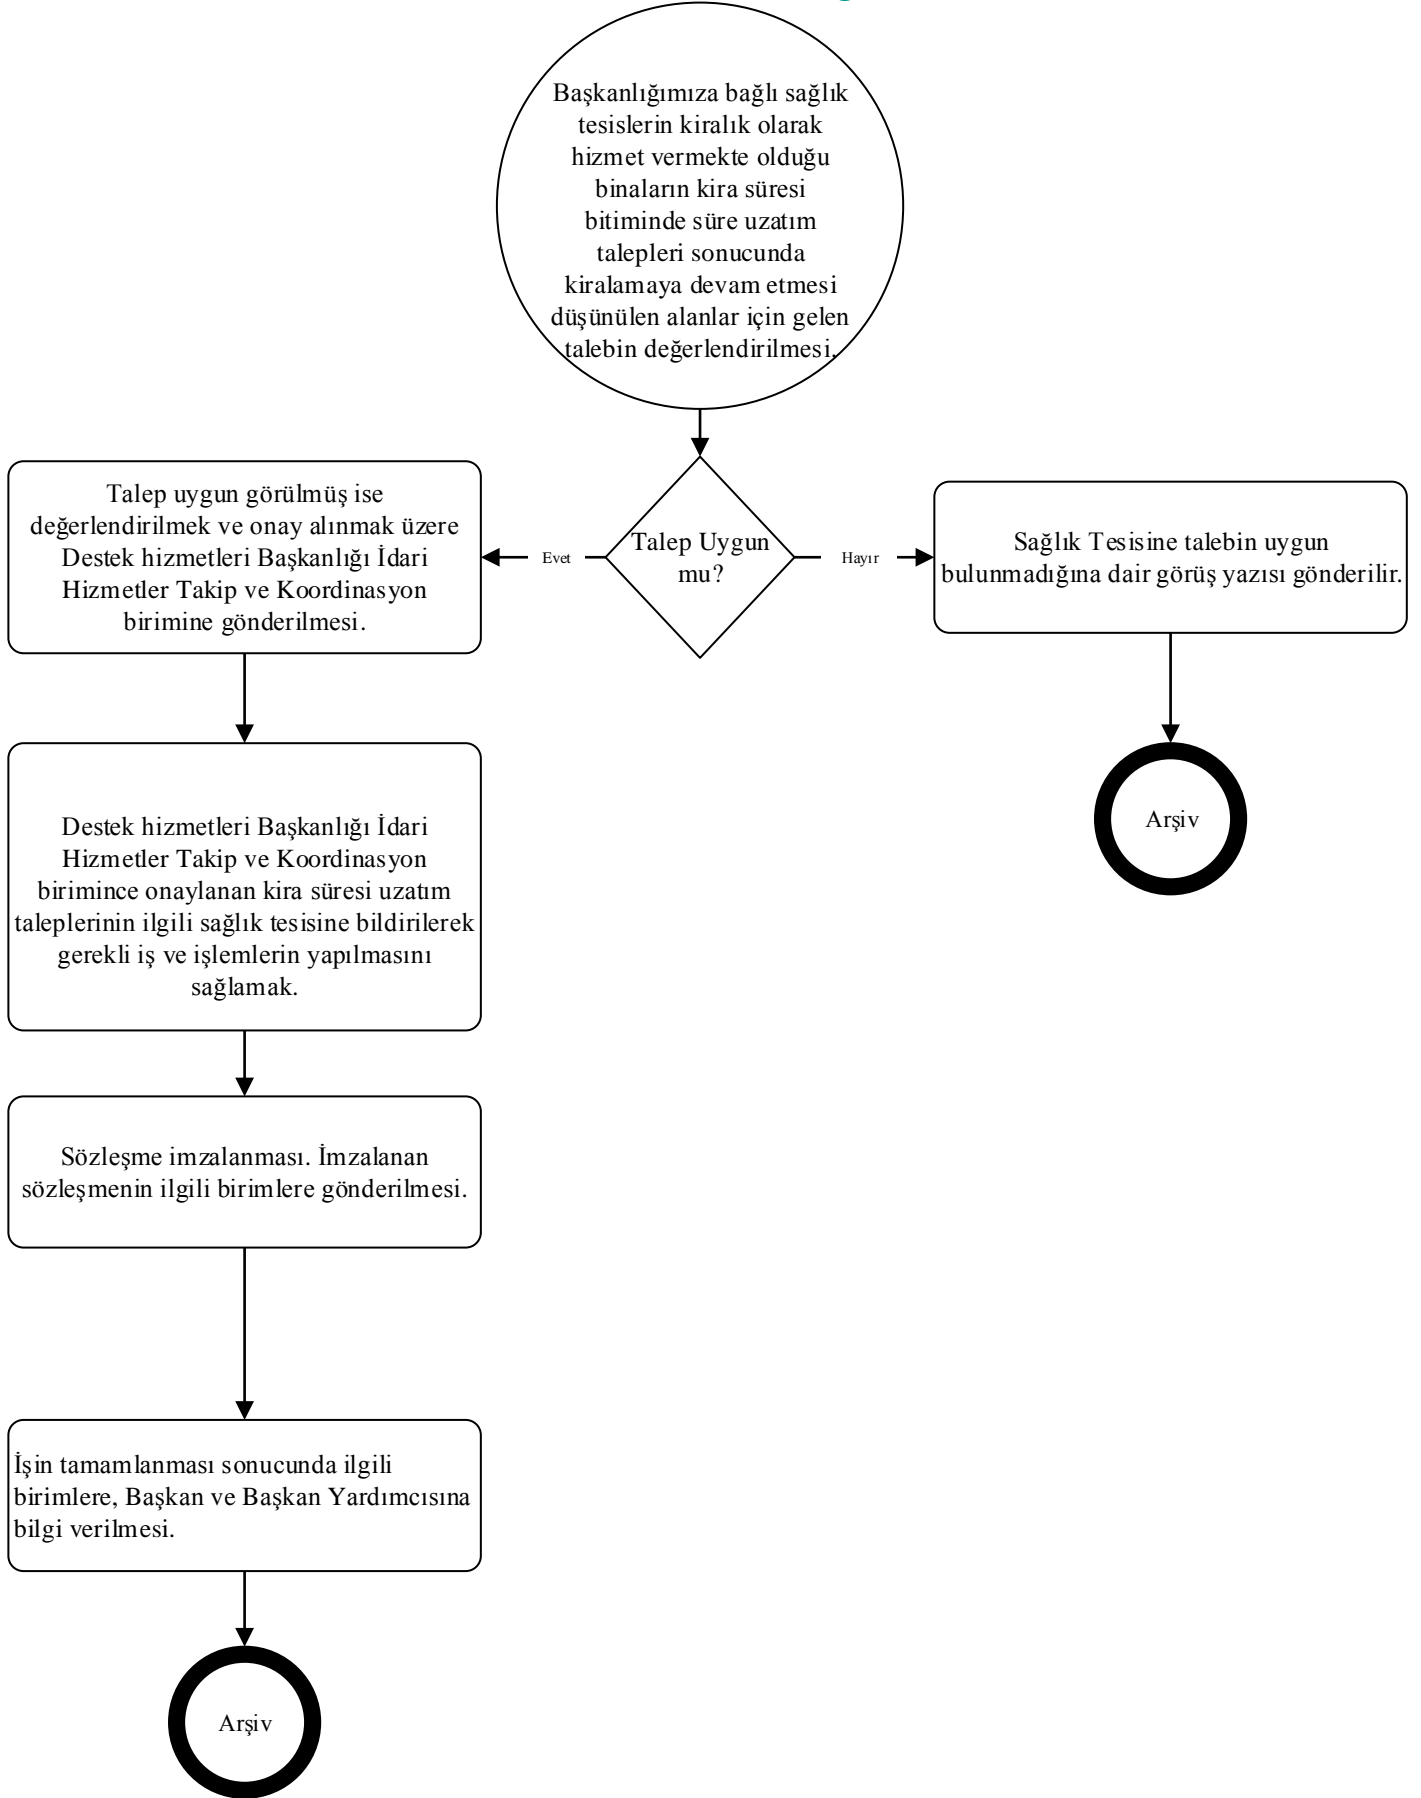 Başkanlığımıza bağlı sağlık
tesislerin kiralık olarak
hizmet vermekte olduğu
binaların kira süresi
bitiminde süre uzatım
talepleri sonucunda
kiralamaya devam etmesi
düşünülen alanlar için gelen
talebin değerlendirilmesi.
Talep Uygun
mu?
Evet
Hayır
Talep uygun görülmüş ise
değerlendirilmek ve onay alınmak üzere
Destek hizmetleri Başkanlığı İdari
Hizmetler Takip ve Koordinasyon
birimine gönderilmesi.
Sağlık Tesisine talebin uygun
bulunmadığına dair görüş yazısı gönderilir.
Arşiv
Destek hizmetleri Başkanlığı İdari
Hizmetler Takip ve Koordinasyon
birimince onaylanan kira süresi uzatım
taleplerinin ilgili sağlık tesisine bildirilerek
gerekli iş ve işlemlerin yapılmasını
sağlamak.
Sözleşme imzalanması. İmzalanan
sözleşmenin ilgili birimlere gönderilmesi.
İşin tamamlanması sonucunda ilgili
birimlere, Başkan ve Başkan Yardımcısına
bilgi verilmesi.
Arşiv